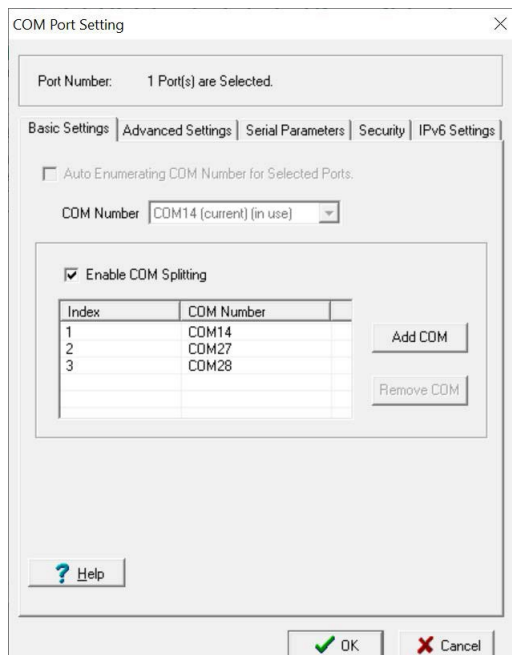 COM Port Setting
Port Number: 1 Port(s) are Selected.
Basic Settings Advanced Settings Serial Parameters Security IPv6 Settings
Auto Enumerating COM Number for Selected Ports.
COM Number COM14 (current) (in use)
Enable COM Splitting
Index COM Number
1 COM14
2 COM27
3 COM28
Add COM
Remove COM
? Help
OK Cancel